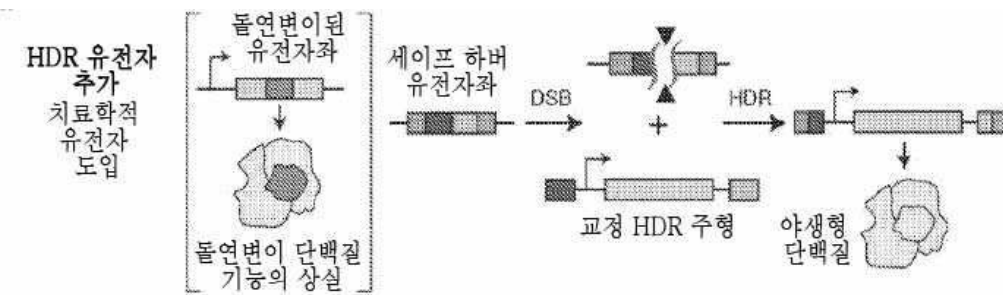 HDR 유전자
추가
치료학적
유전자
도입
돌연변이된
유전자좌
돌연변이 단백질
기능의 상실
세이프 하버
유전자좌
DSB
+
교정 HDR 주형
HDR
야생형
단백질